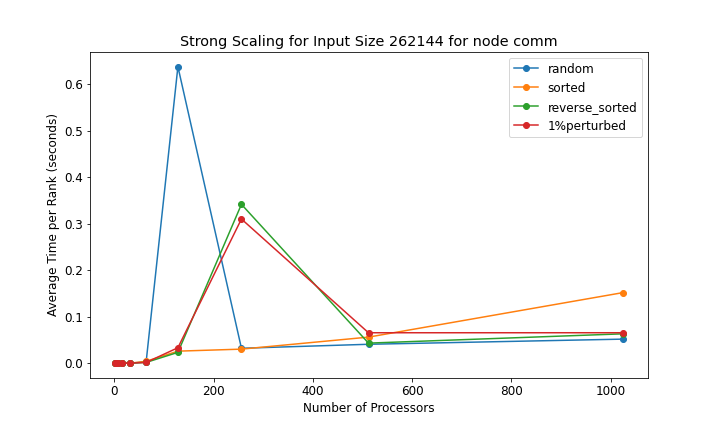 Strong Scaling for Input Size 262144 for node comm
random
sorted
reverse_sorted
1%perturbed
Average Time per Rank (seconds)
0.6
0.5
0.4
0.3
0.2
0.1
0.0
0
200
400
600
800
1000
Number of Processors